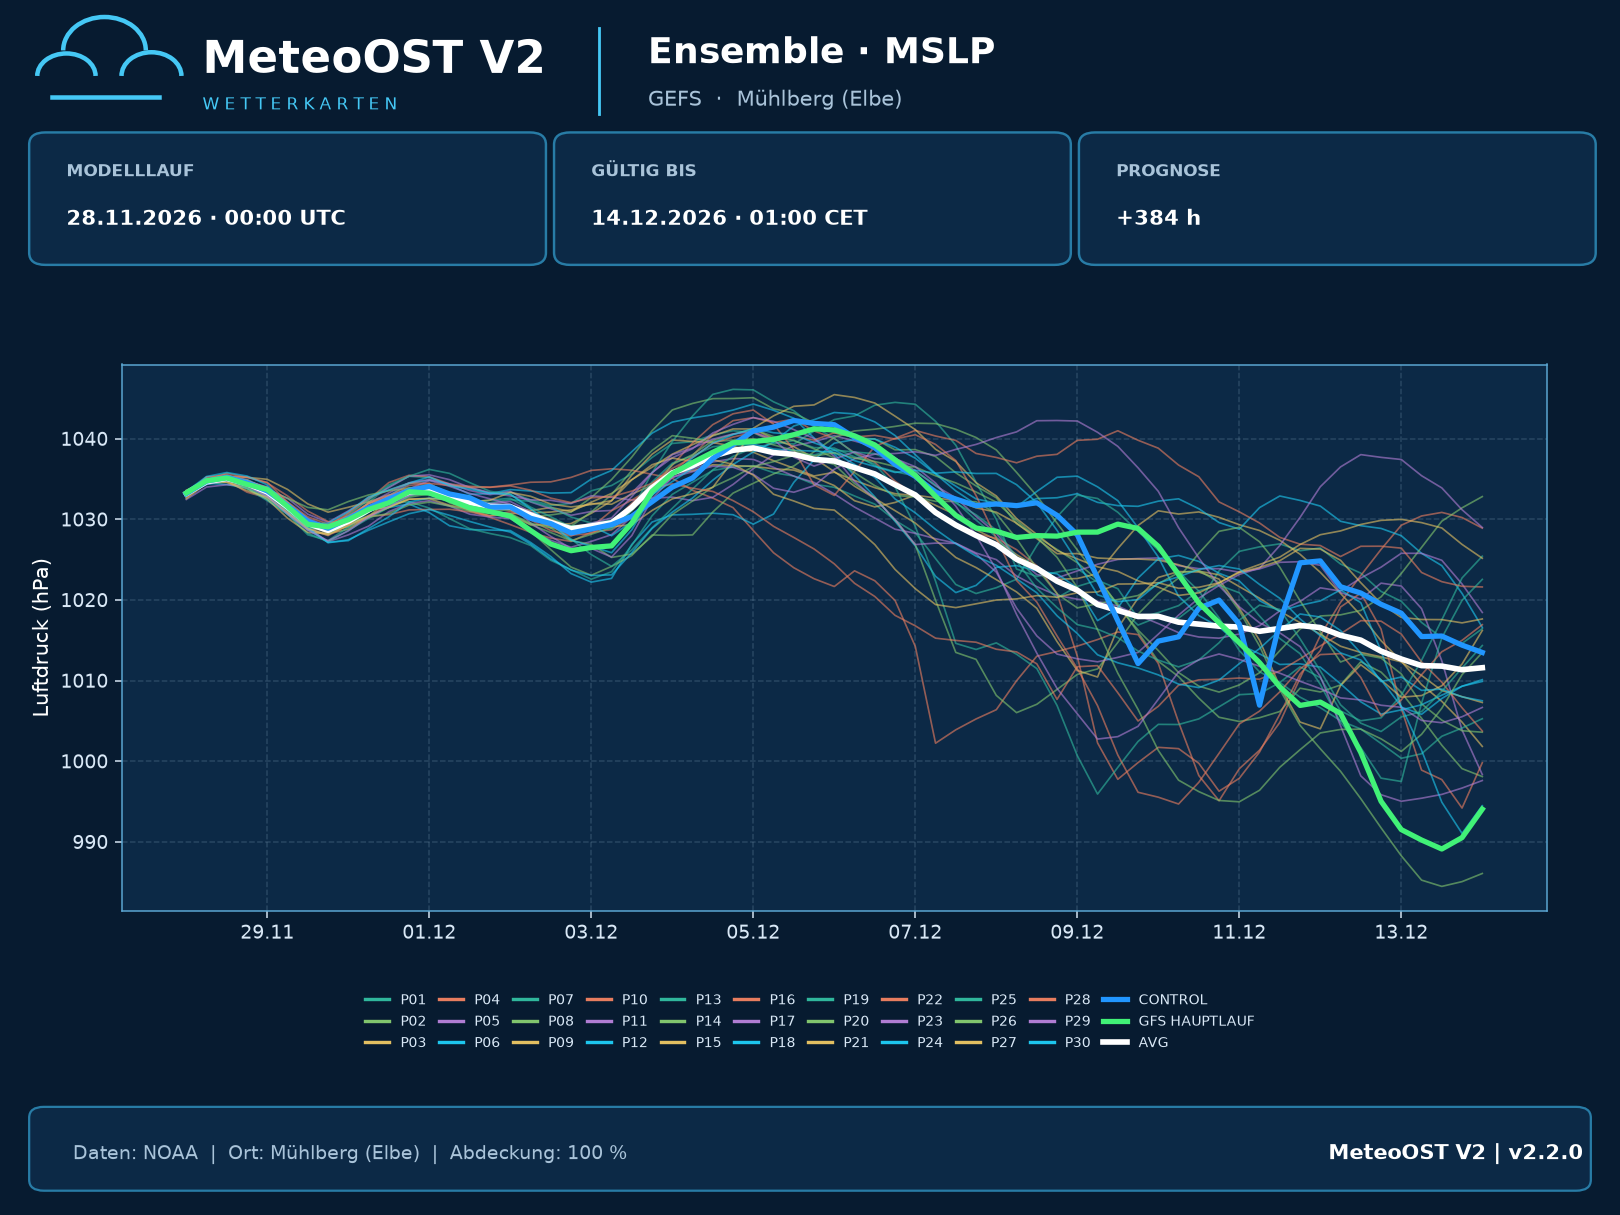 MeteoOST V2
WETTERKARTEN
Ensemble · MSLP
GEFS · Mühlberg (Elbe)
MODELLLAUF
28.11.2026 · 00:00 UTC
GÜLTIG BIS
14.12.2026 · 01:00 CET
PROGNOSE
+384 h
Luftdruck (hPa)
1040
1030
1020
1010
1000
990
29.11 01.12 03.12 05.12 07.12 09.12 11.12 13.12
P01 P04 P07 P10 P13 P16 P19 P22 P25 P28 CONTROL
P02 P05 P08 P11 P14 P17 P20 P23 P26 P29 GFS HAUPTLAUF
P03 P06 P09 P12 P15 P18 P21 P24 P27 P30 AVG
Daten: NOAA | Ort: Mühlberg (Elbe) | Abdeckung: 100 %
MeteoOST V2 | v2.2.0